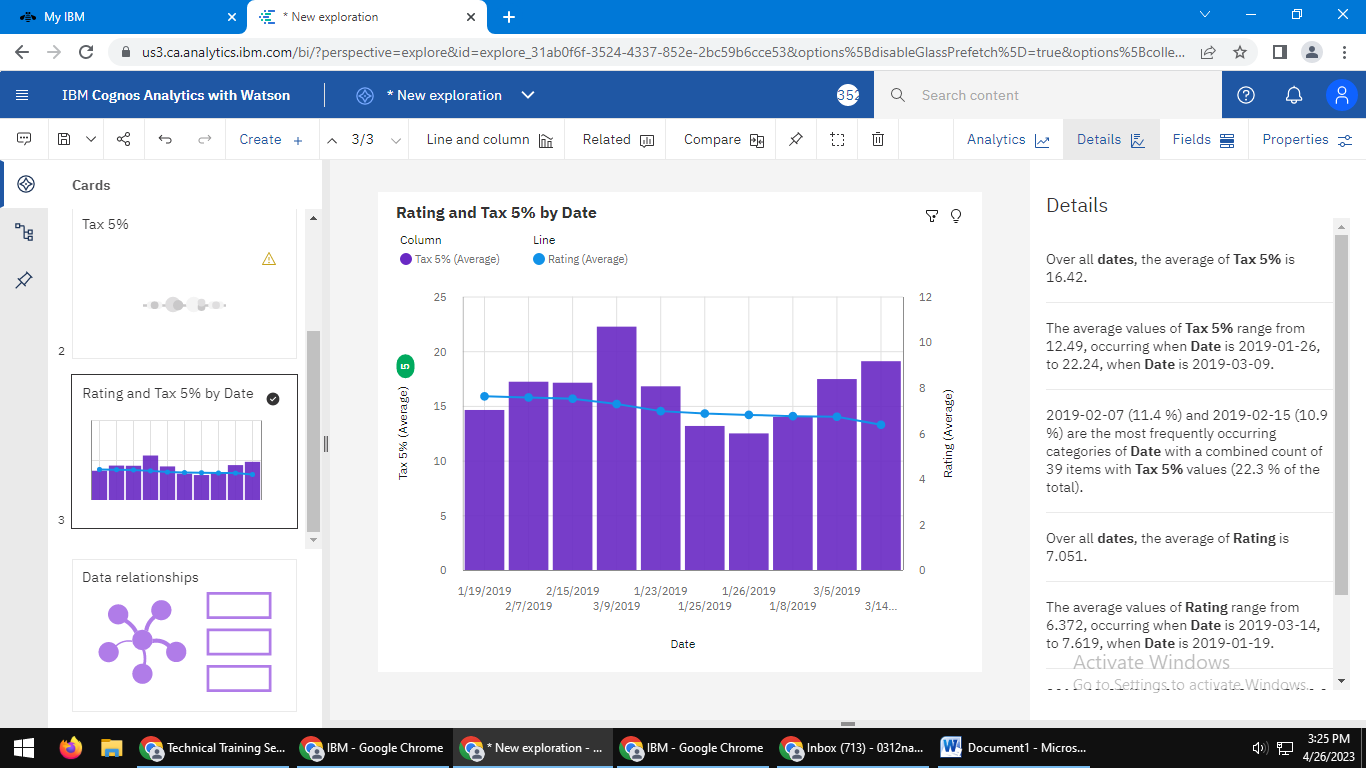 My IBM
* New exploration
us3.ca.analytics.ibm.com/bi/?perspective=explore&id=explore_31ab0f6f-3524-4337-852e-2bc59b6cce53&options%5BdisableGlassPrefetch%5D=true&options%5Bcolle...
IBM Cognos Analytics with Watson
* New exploration
352
Search content
Create +
3/3
Line and column
Related
Compare
Analytics
Details
Fields
Properties
Cards
Tax 5%
2
Rating and Tax 5% by Date
3
Data relationships
Rating and Tax 5% by Date
Column
Line
Tax 5% (Average)
Rating (Average)
25
20
15
10
5
0
5
Tax 5% (Average)
12
10
8
6
4
2
0
Rating (Average)
1/19/2019 2/15/2019 1/23/2019 1/26/2019 3/5/2019
2/7/2019 3/9/2019 1/25/2019 1/8/2019 3/14...
Date
Details
Over all dates, the average of Tax 5% is
16.42.
The average values of Tax 5% range from
12.49, occurring when Date is 2019-01-26,
to 22.24, when Date is 2019-03-09.
2019-02-07 (11.4 %) and 2019-02-15 (10.9
%) are the most frequently occurring
categories of Date with a combined count of
39 items with Tax 5% values (22.3 % of the
total).
Over all dates, the average of Rating is
7.051.
The average values of Rating range from
6.372, occurring when Date is 2019-03-14,
to 7.619, when Date is 2019-01-19.
Activate Windows
Go to Settings to activate Windows.
Technical Training Se...
IBM - Google Chrome
* New exploration - ...
IBM - Google Chrome
Inbox (713) - 0312na...
Document1 - Micros...
3:25 PM
4/26/2023